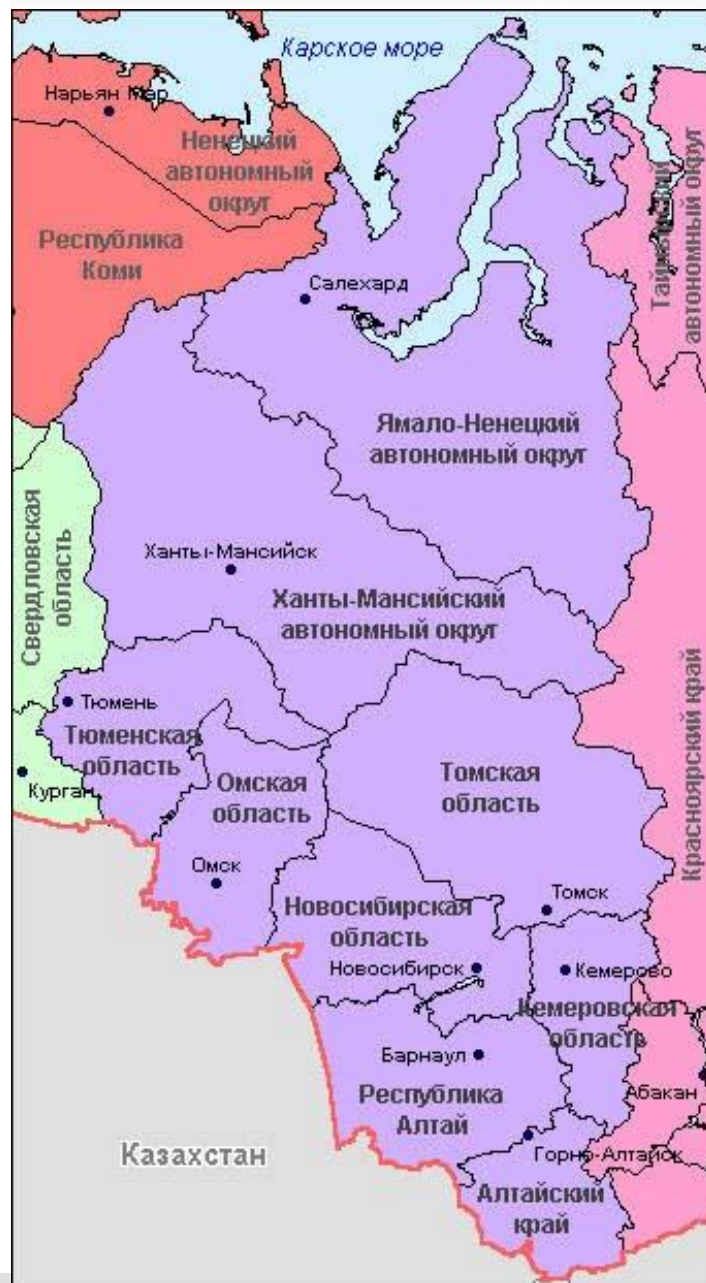 Карское море
Нарьян Мар
Ненецкий
автономный
округ
Республика
Коми
Таймырский
автономный округ
Салехард
Ямало-Ненецкий
автономный округ
Свердловская
область
Ханты-Мансийск
Ханты-Мансийский
автономный округ
Красноярский край
Тюмень
Тюменская
область
Курган
Омская
область
Томская
область
Омск
Томск
Новосибирская
область
Новосибирск
Кемерово
Кемеровская
область
Барнаул
Абакан
Республика
Алтай
Горно-Алтайск
Казахстан
Алтайский
край